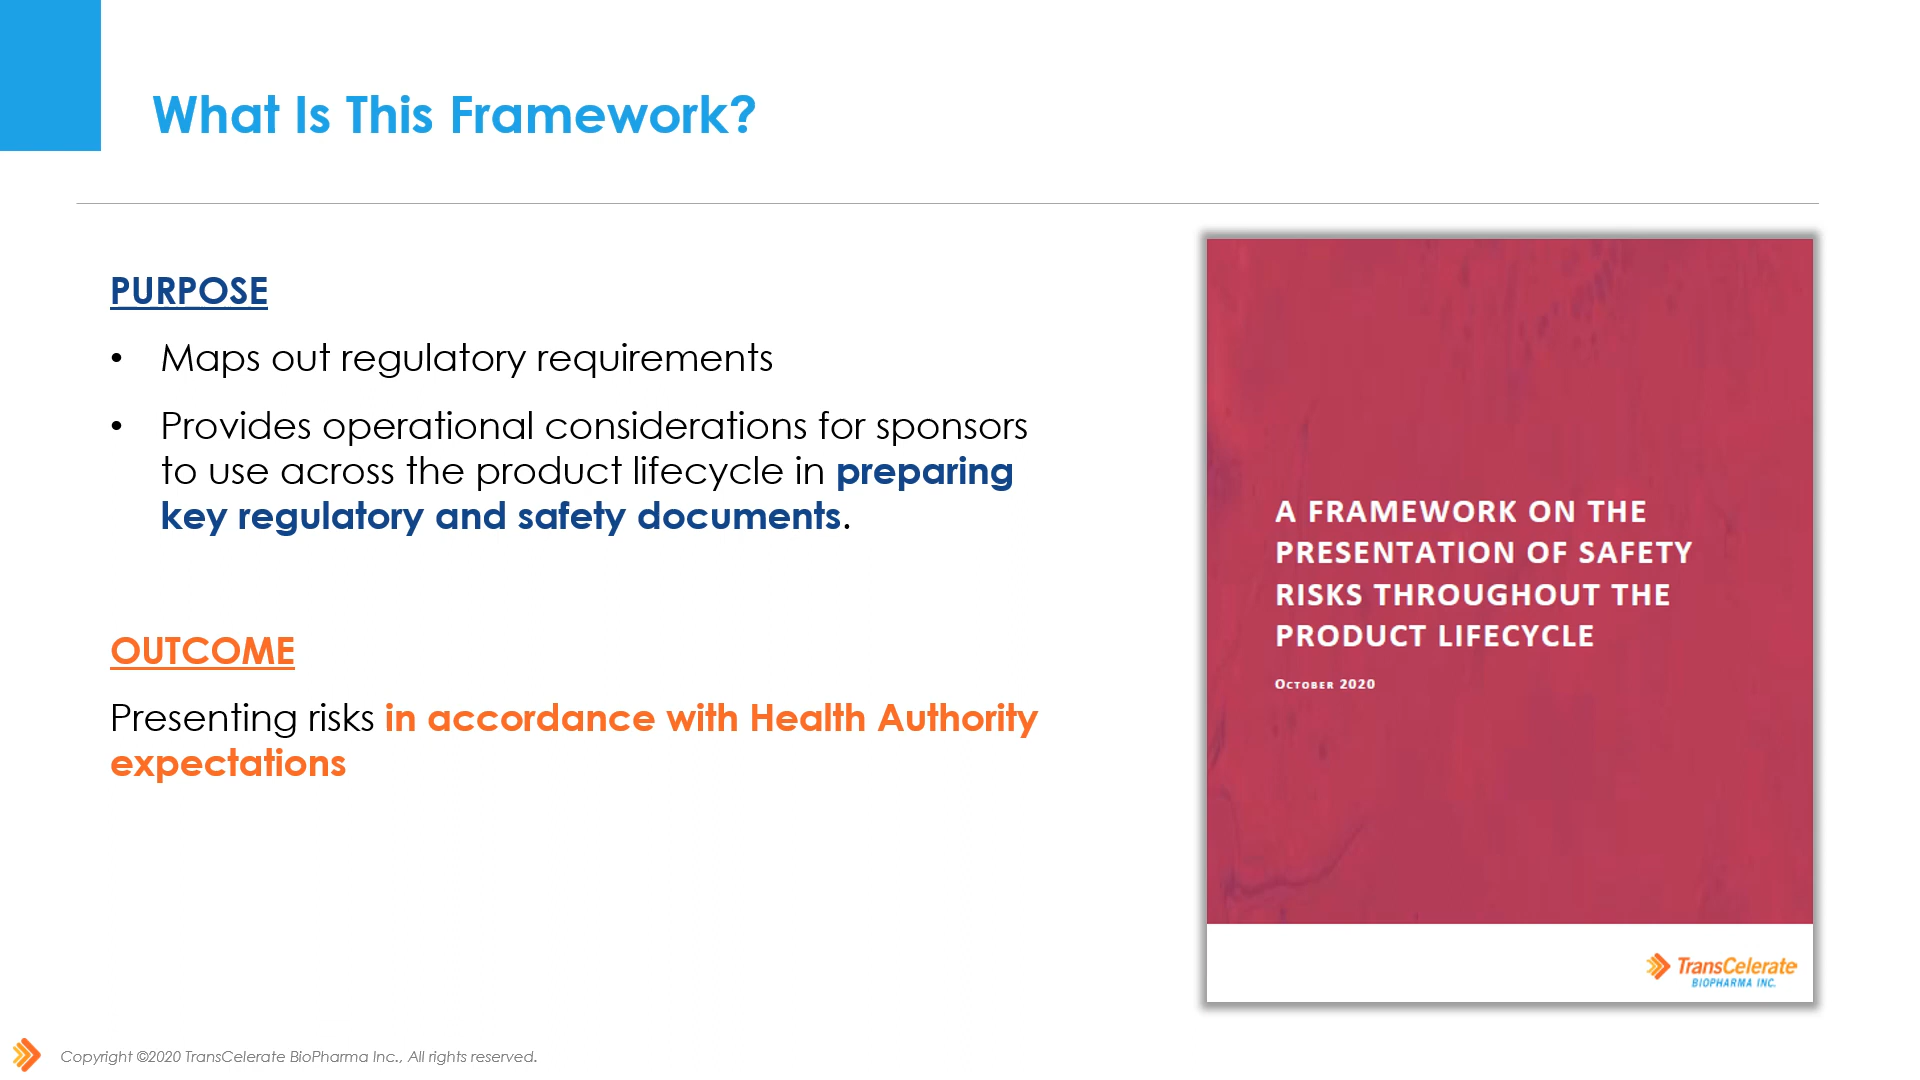 What Is This Framework?
PURPOSE
• Maps out regulatory requirements
• Provides operational considerations for sponsors
to use across the product lifecycle in preparing
key regulatory and safety documents.
OUTCOME
Presenting risks in accordance with Health Authority
expectations
A FRAMEWORK ON THE
PRESENTATION OF SAFETY
RISKS THROUGHOUT THE
PRODUCT LIFECYCLE
OCTOBER 2020
TransCelerate
BIOPHARMA INC.
Copyright ©2020 TransCelerate BioPharma Inc., All rights reserved.